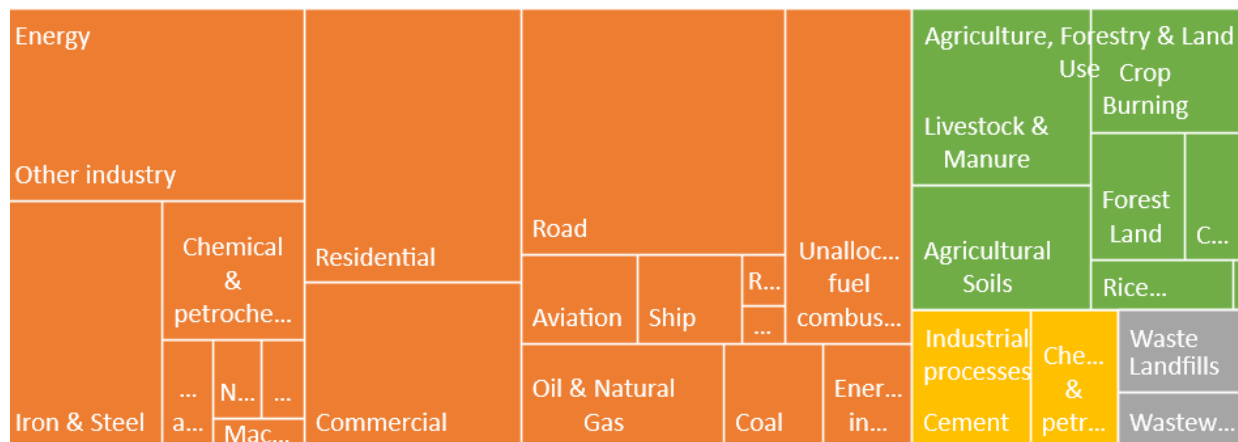 Energy
Other industry
Iron & Steel
Chemical
&
petroche...
...
a...
N...
...
Mac...
Residential
Commercial
Road
Aviation
Ship
R...
...
Unalloc...
fuel
combus...
Oil & Natural
Gas
Coal
Ener...
in...
Agriculture, Forestry & Land
Use
Livestock &
Manure
Crop
Burning
Agricultural
Soils
Forest
Land
C...
Rice...
Industrial
processes
Cement
Che...
&
petr...
Waste
Landfills
Wastew...